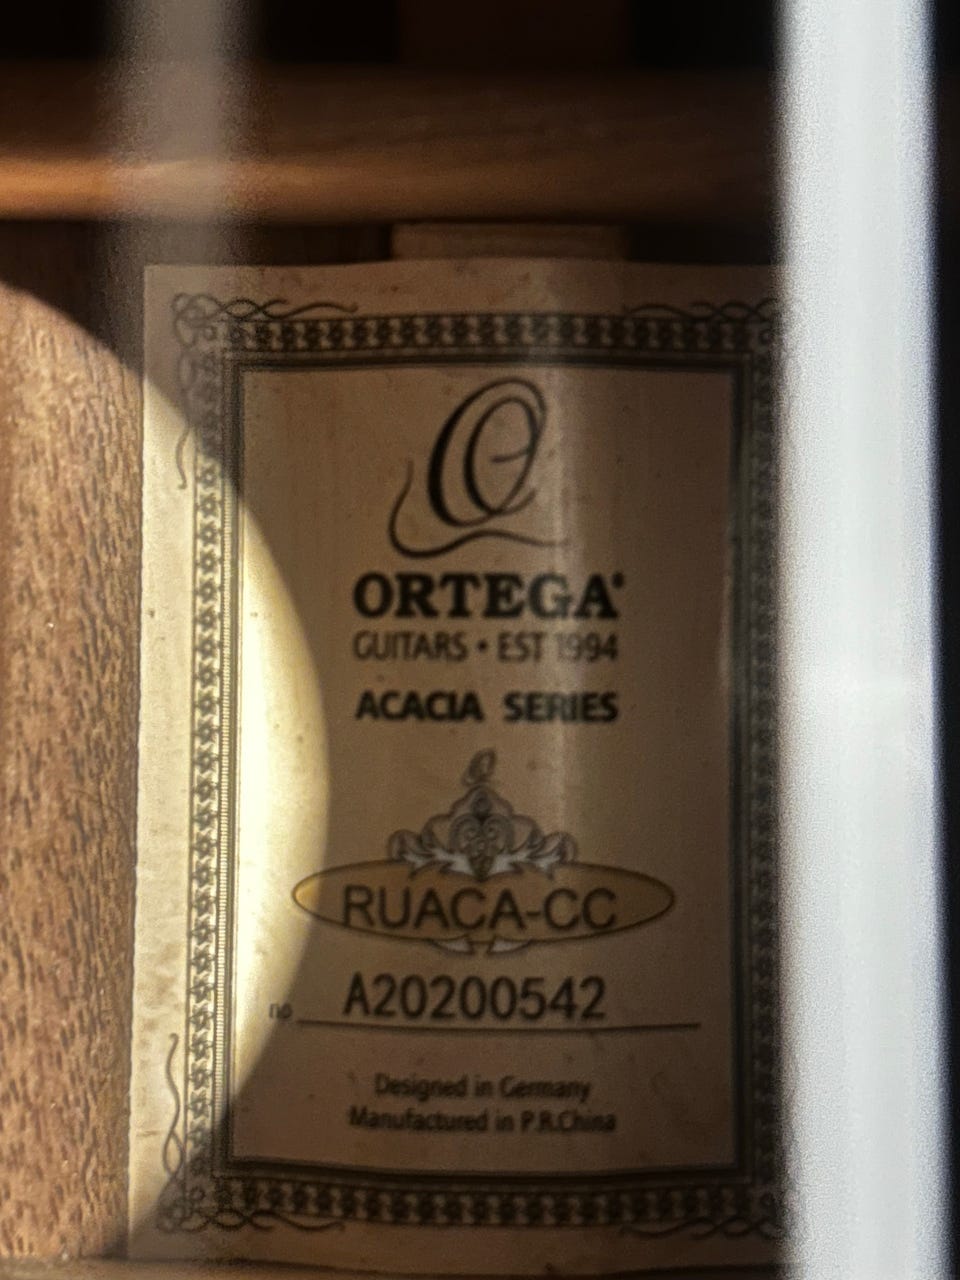 O
ORTEGA®
GUITARS • EST 1994
ACACIA SERIES
RUACA-CC
no A20200542
Designed in Germany
Manufactured in P.R.China